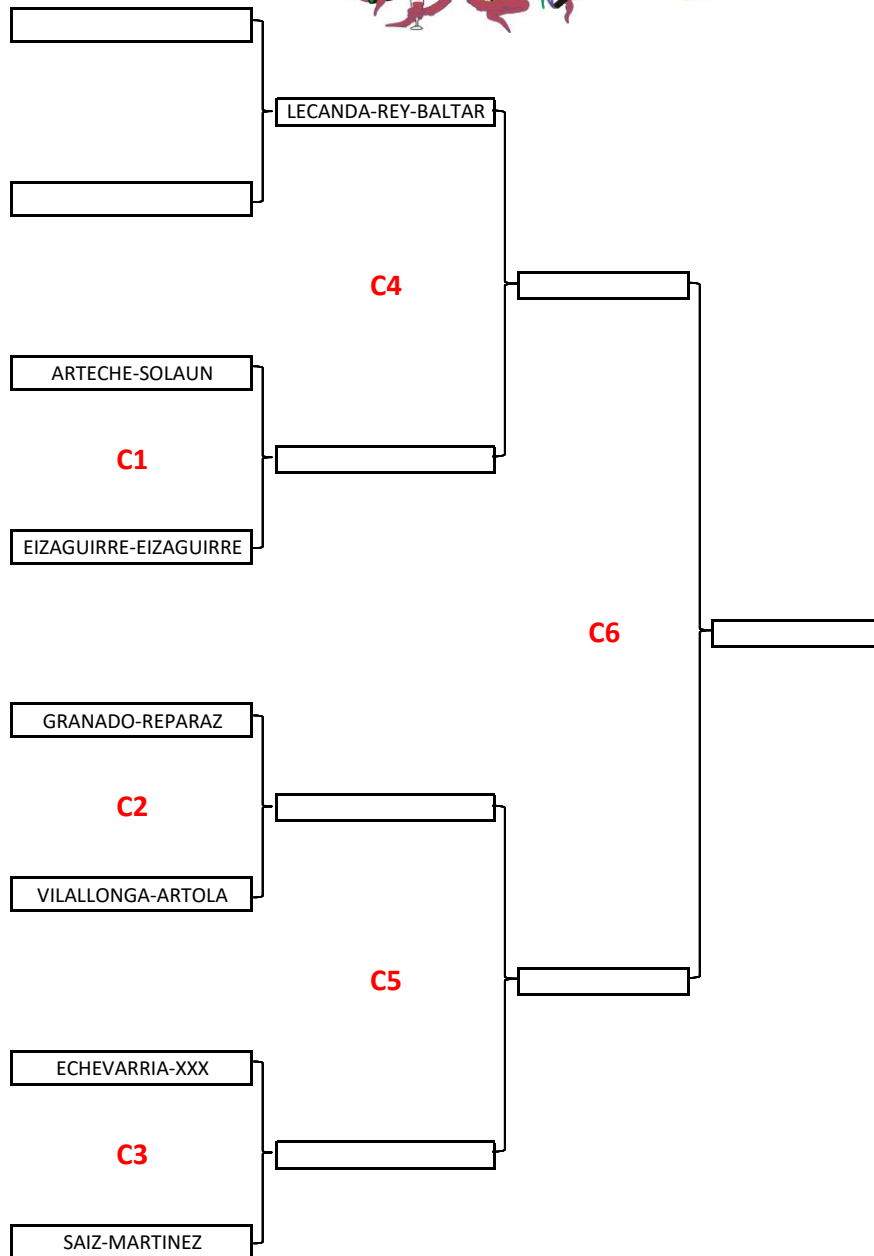 LECANDA-REY-BALTAR
C4
ARTECHE-SOLAUN
C1
EIZAGUIRRE-EIZAGUIRRE
C6
GRANADO-REPARAZ
C2
VILALLONGA-ARTOLA
C5
ECHEVARRIA-XXX
C3
SAIZ-MARTINEZ